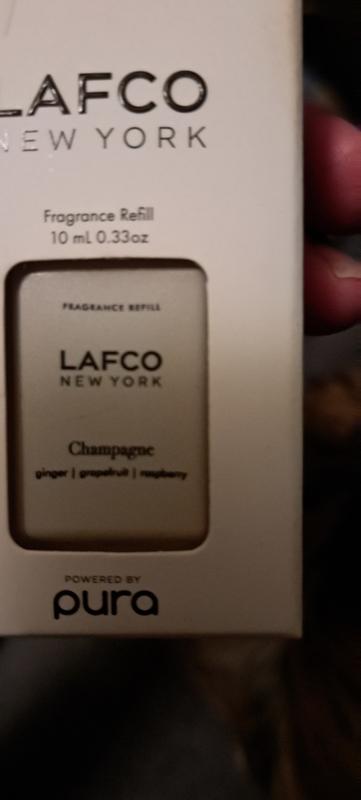 LAFCO
NEW YORK
Fragrance Refill
10 mL 0.33oz
FRAGRANCE REFILL
LAFCO
NEW YORK
Champagne
ginger | grapefruit | raspberry
POWERED BY
pura